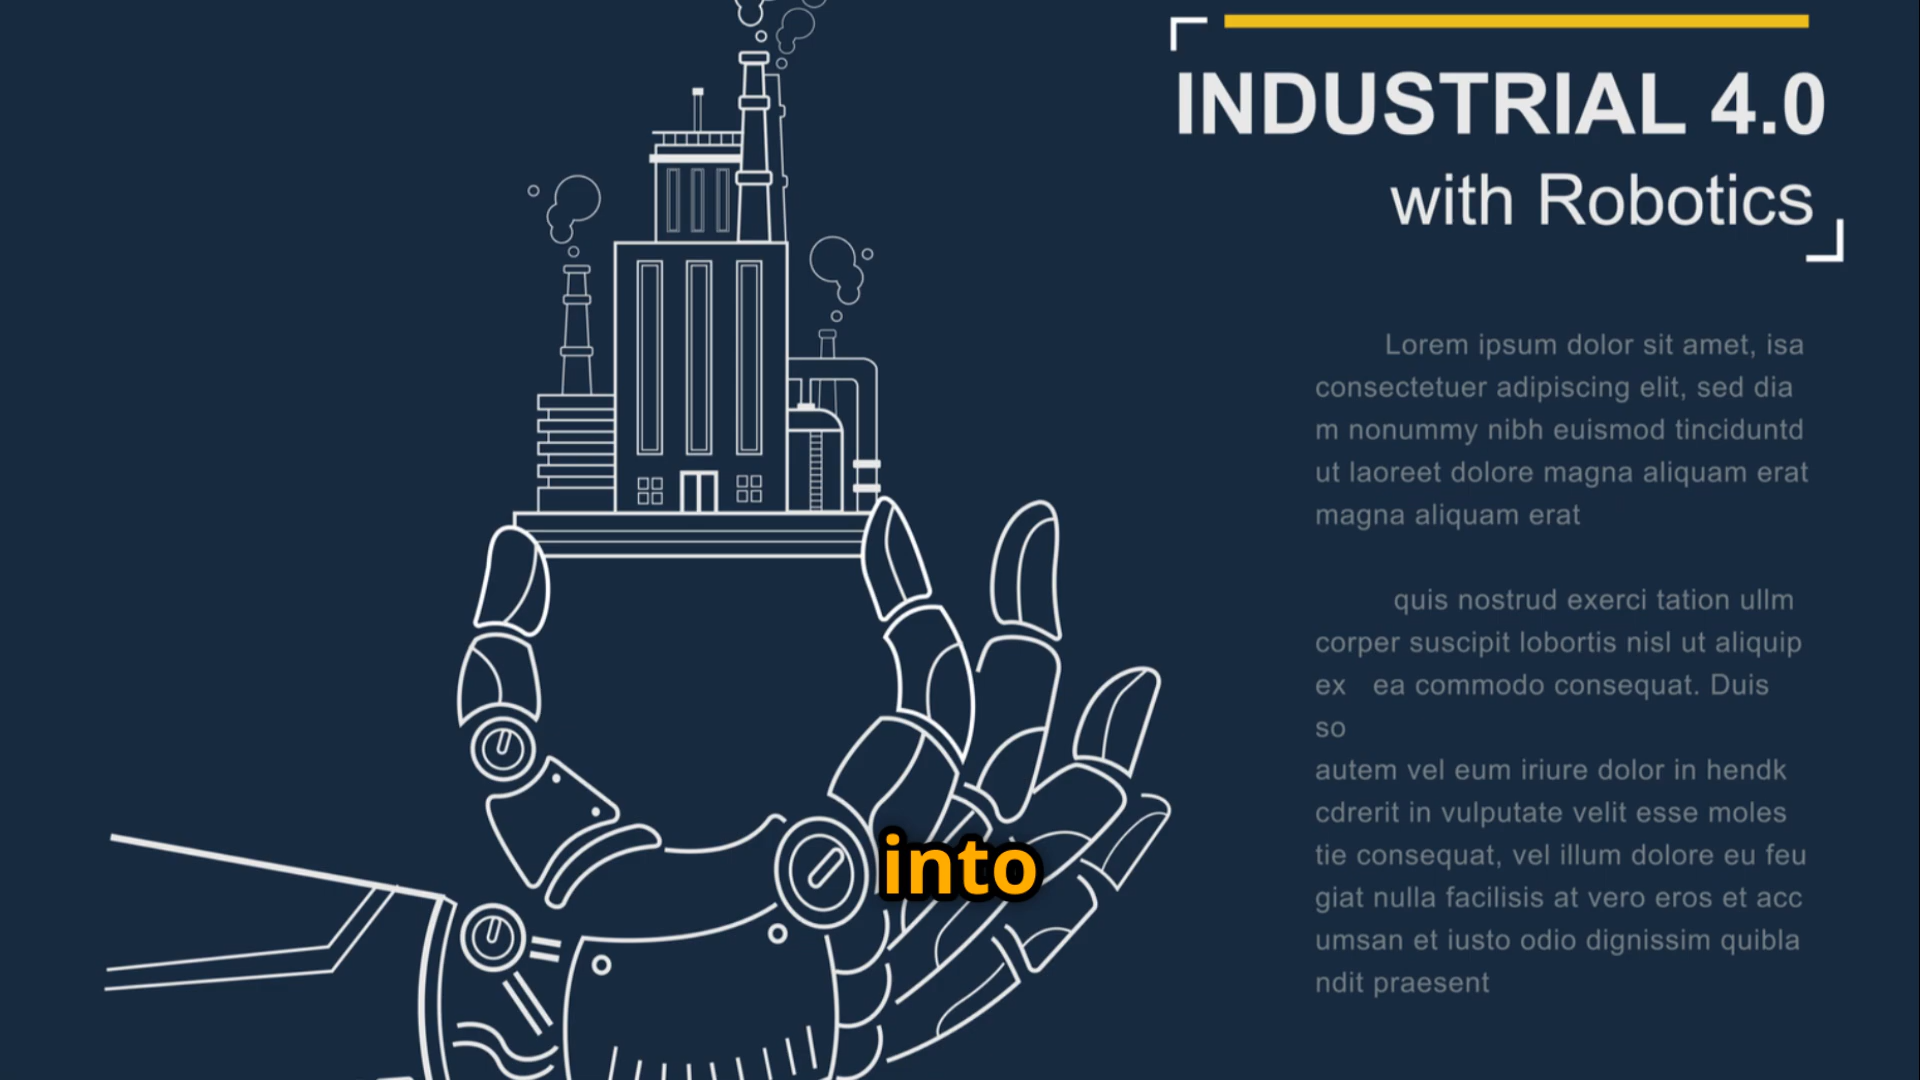 INDUSTRIAL 4.0
with Robotics
Lorem ipsum dolor sit amet, isa
consectetuer adipiscing elit, sed dia
m nonummy nibh euismod tinciduntd
ut laoreet dolore magna aliquam erat
magna aliquam erat
quis nostrud exerci tation ullm
corper suscipit lobortis nisl ut aliquip
ex ea commodo consequat. Duis
so
autem vel eum iriure dolor in hendk
cdrerit in vulputate velit esse moles
tie consequat, vel illum dolore eu feu
giat nulla facilisis at vero eros et acc
umsan et iusto odio dignissim quibla
ndit praesent
into